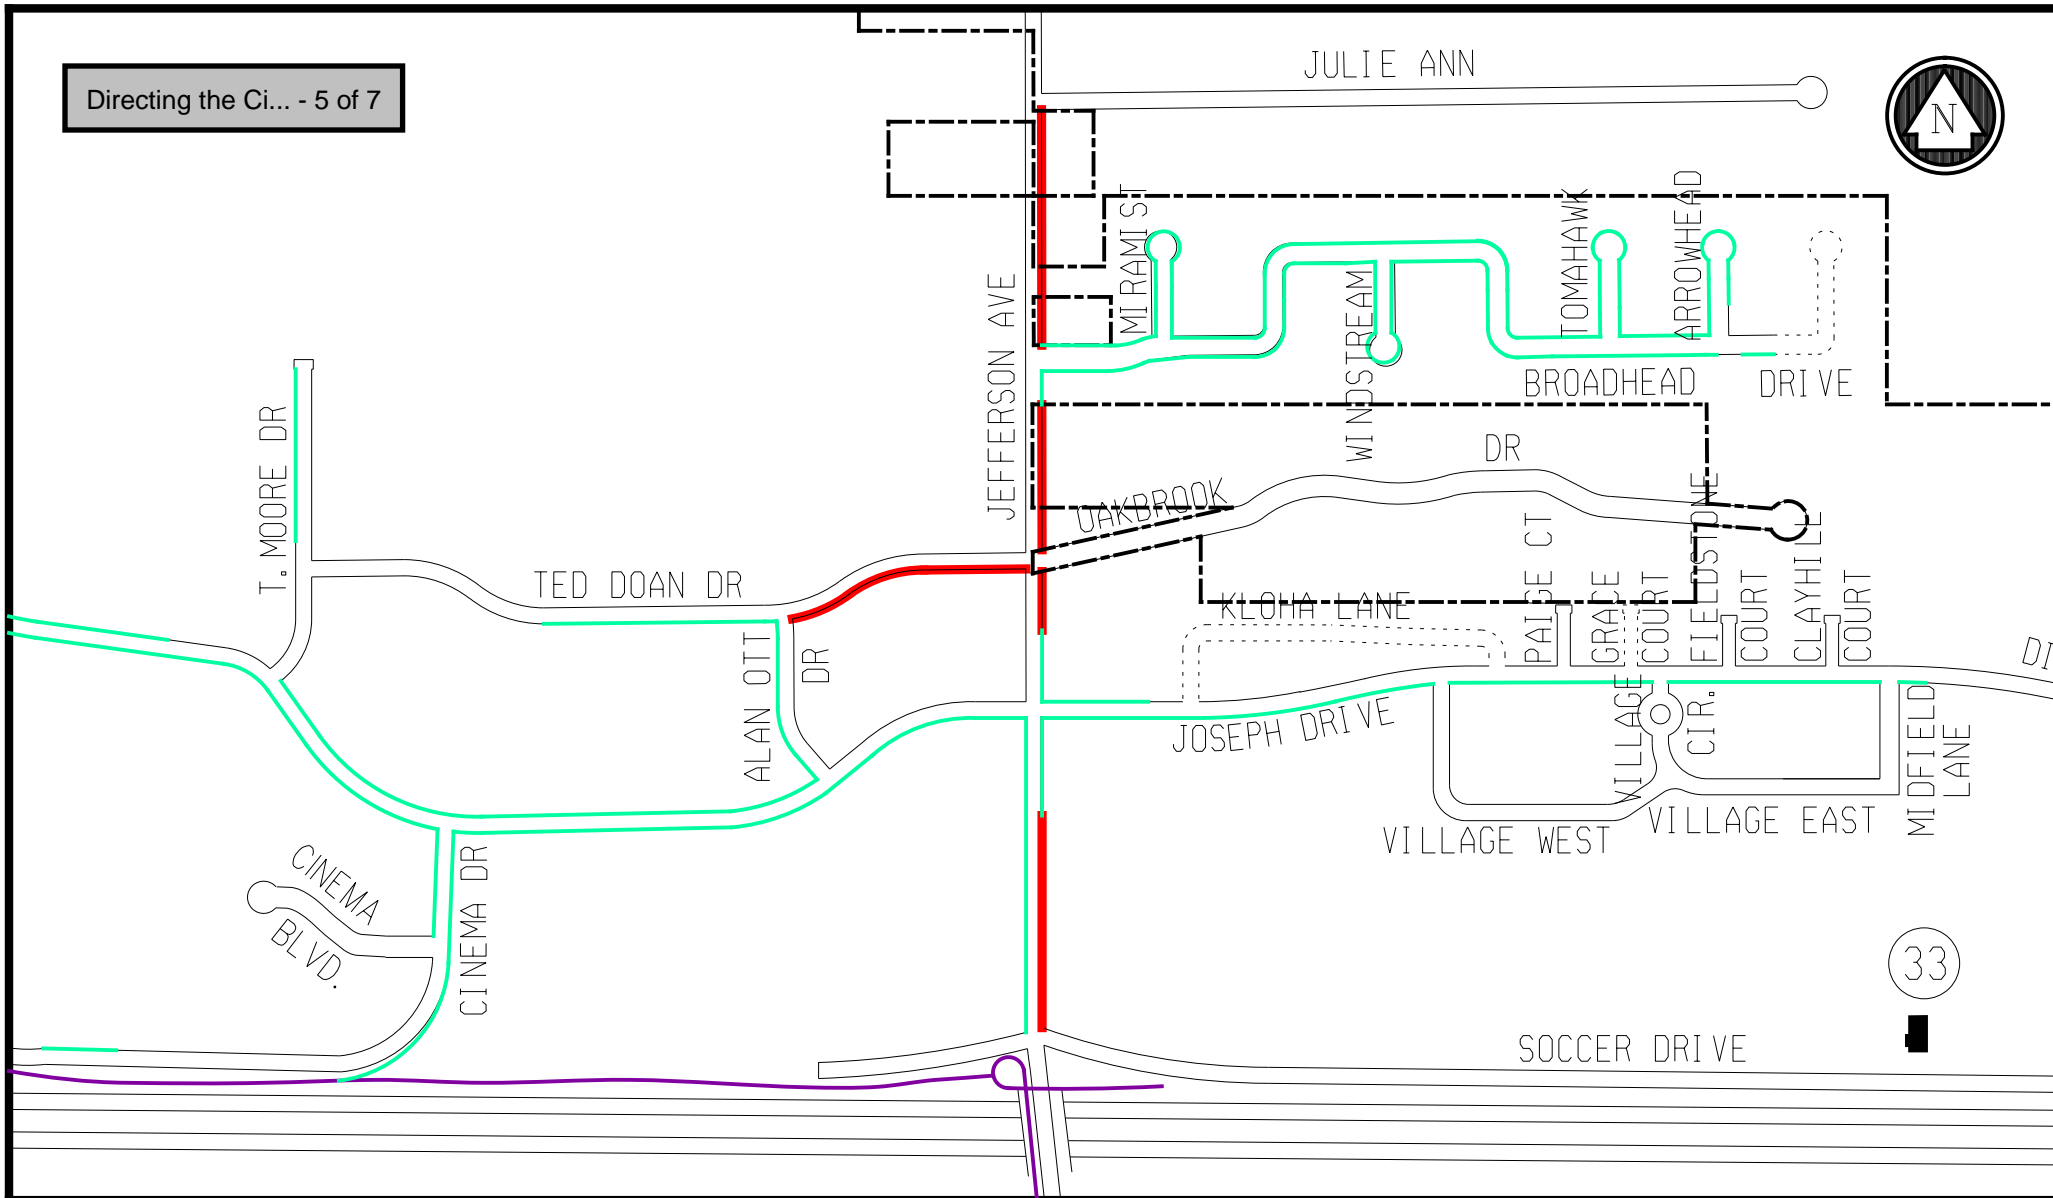 Directing the Ci... - 5 of 7
JULIE ANN
N
MIRAMIST
TOMAHAWK
ARROWHEAD
JEFFERSON AVE
WINDSTREAM
BROADHEAD DRIVE
T. MOORE DR
OAKBROOK DR
TED DOAN DR
KLOHA LANE
PAIGE CT
GRACE
COURT
FIELDSTONE
COURT
CLAYHILL
COURT
ALAN OTT
DR
JOSEPH DRIVE
VILLAGE
CIR.
MIDFIELD
LANE
VILLAGE WEST
VILLAGE EAST
CINEMA
BLVD.
CINEMA DR
33
SOCCER DRIVE